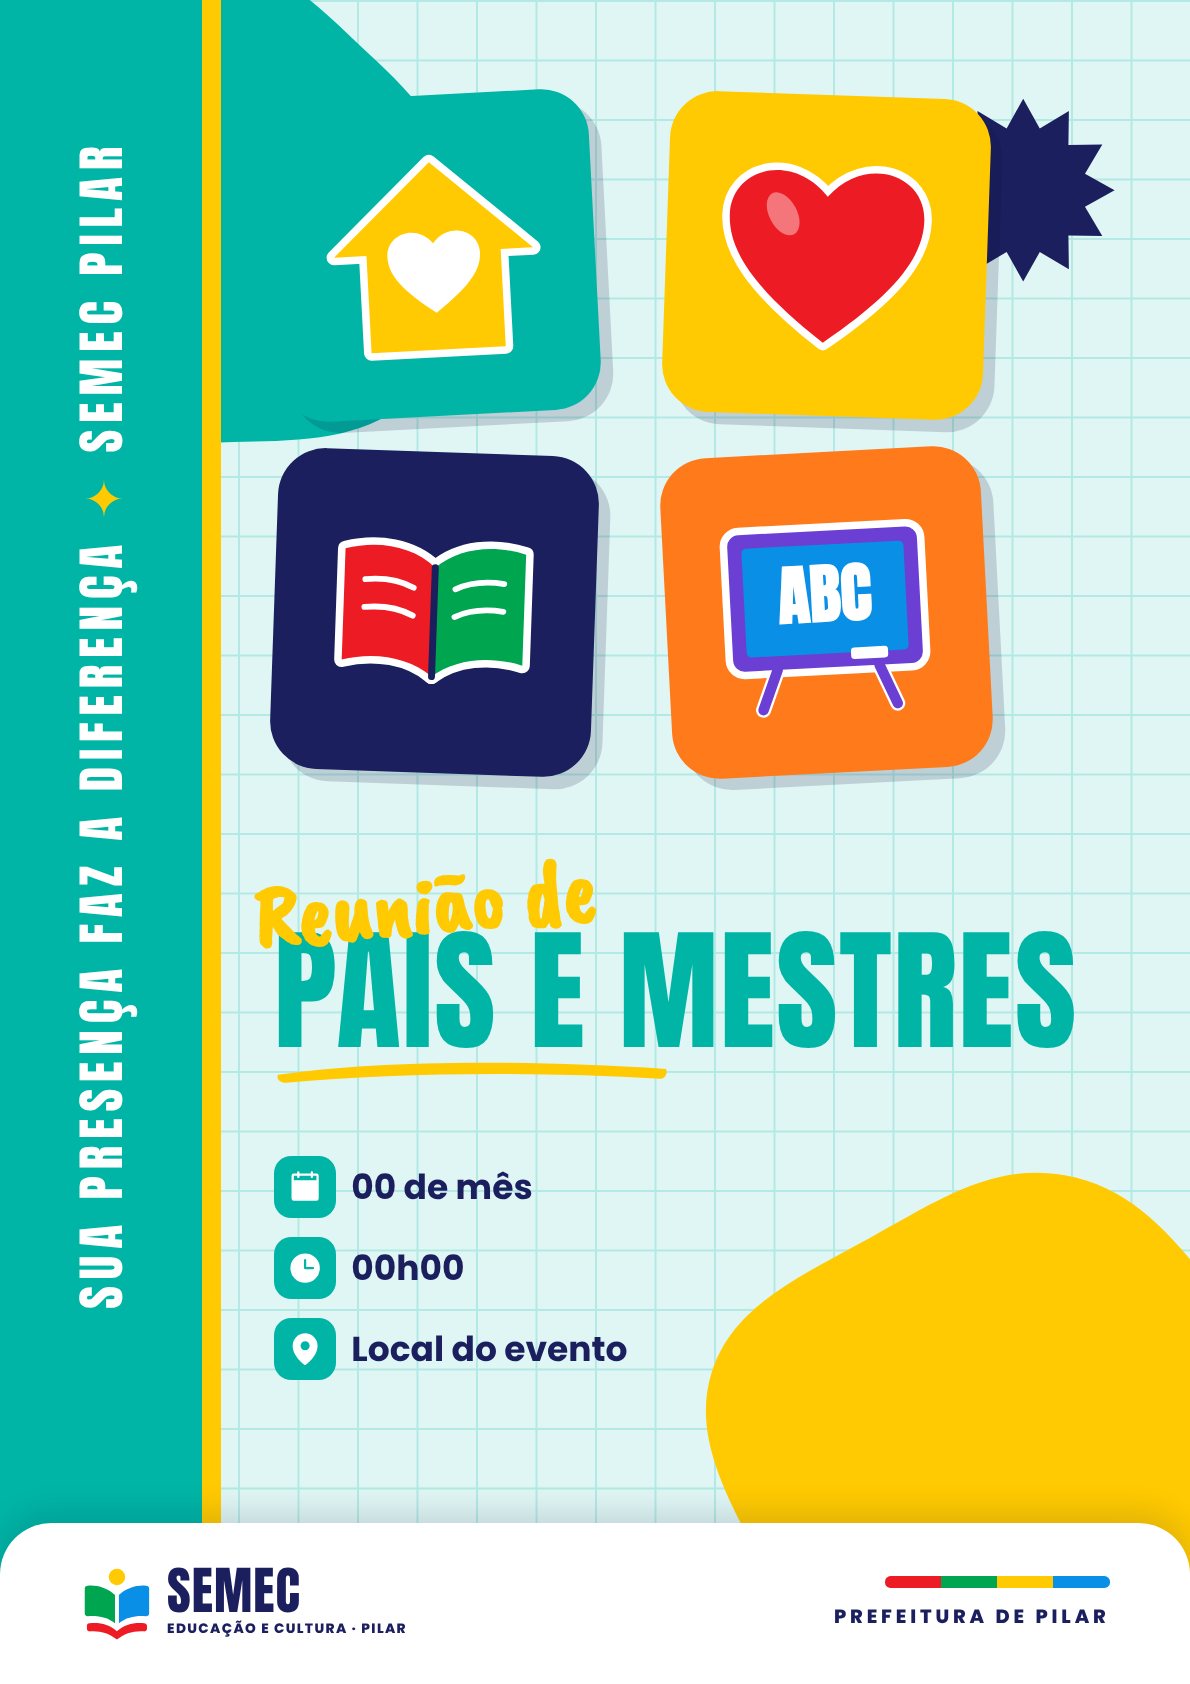 SUA PRESENÇA FAZ A DIFERENÇA ✦ SEMEC PILAR
ABC
Reunião de
PAIS E MESTRES
00 de mês
00h00
Local do evento
SEMEC
EDUCAÇÃO E CULTURA · PILAR
PREFEITURA DE PILAR